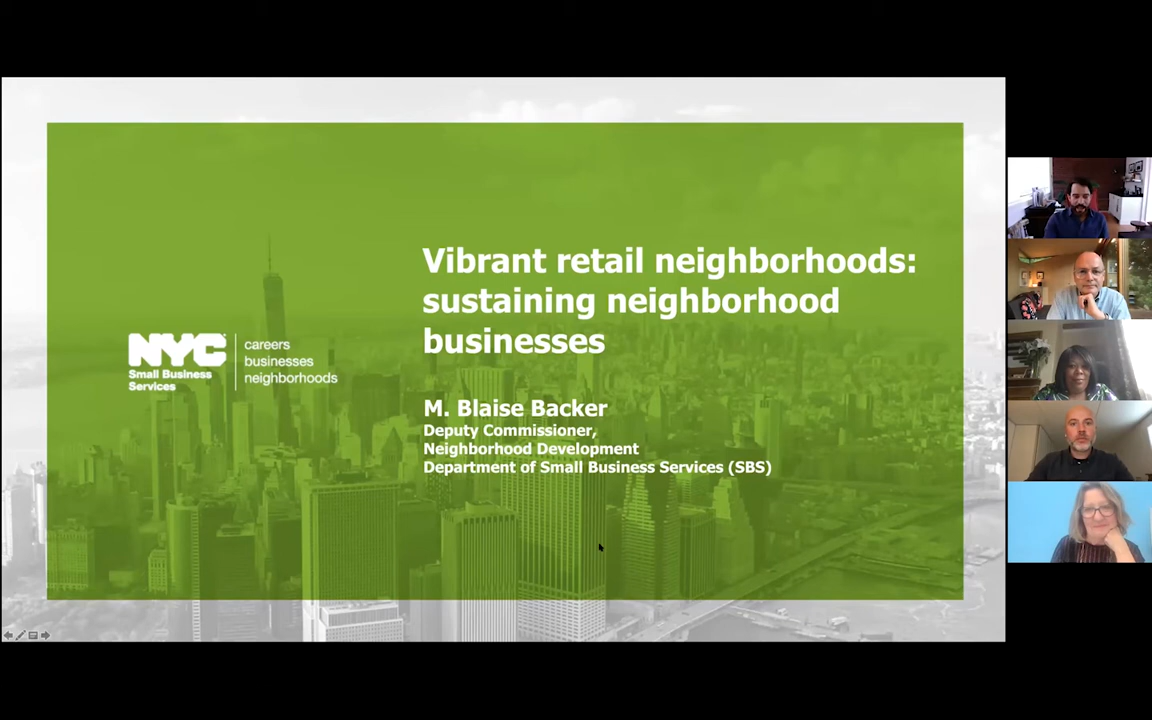 Vibrant retail neighborhoods:
sustaining neighborhood
businesses
NYC
Small Business
Services
careers
businesses
neighborhoods
M. Blaise Backer
Deputy Commissioner,
Neighborhood Development
Department of Small Business Services (SBS)